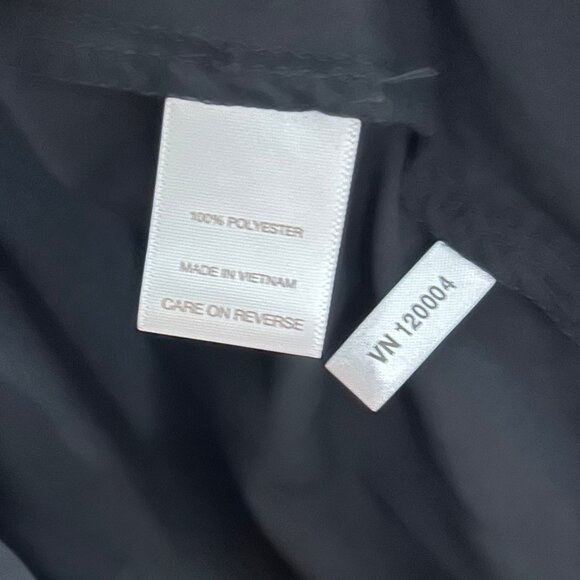 100% POLYESTER
MADE IN VIETNAM
CARE ON REVERSE
VN 120004